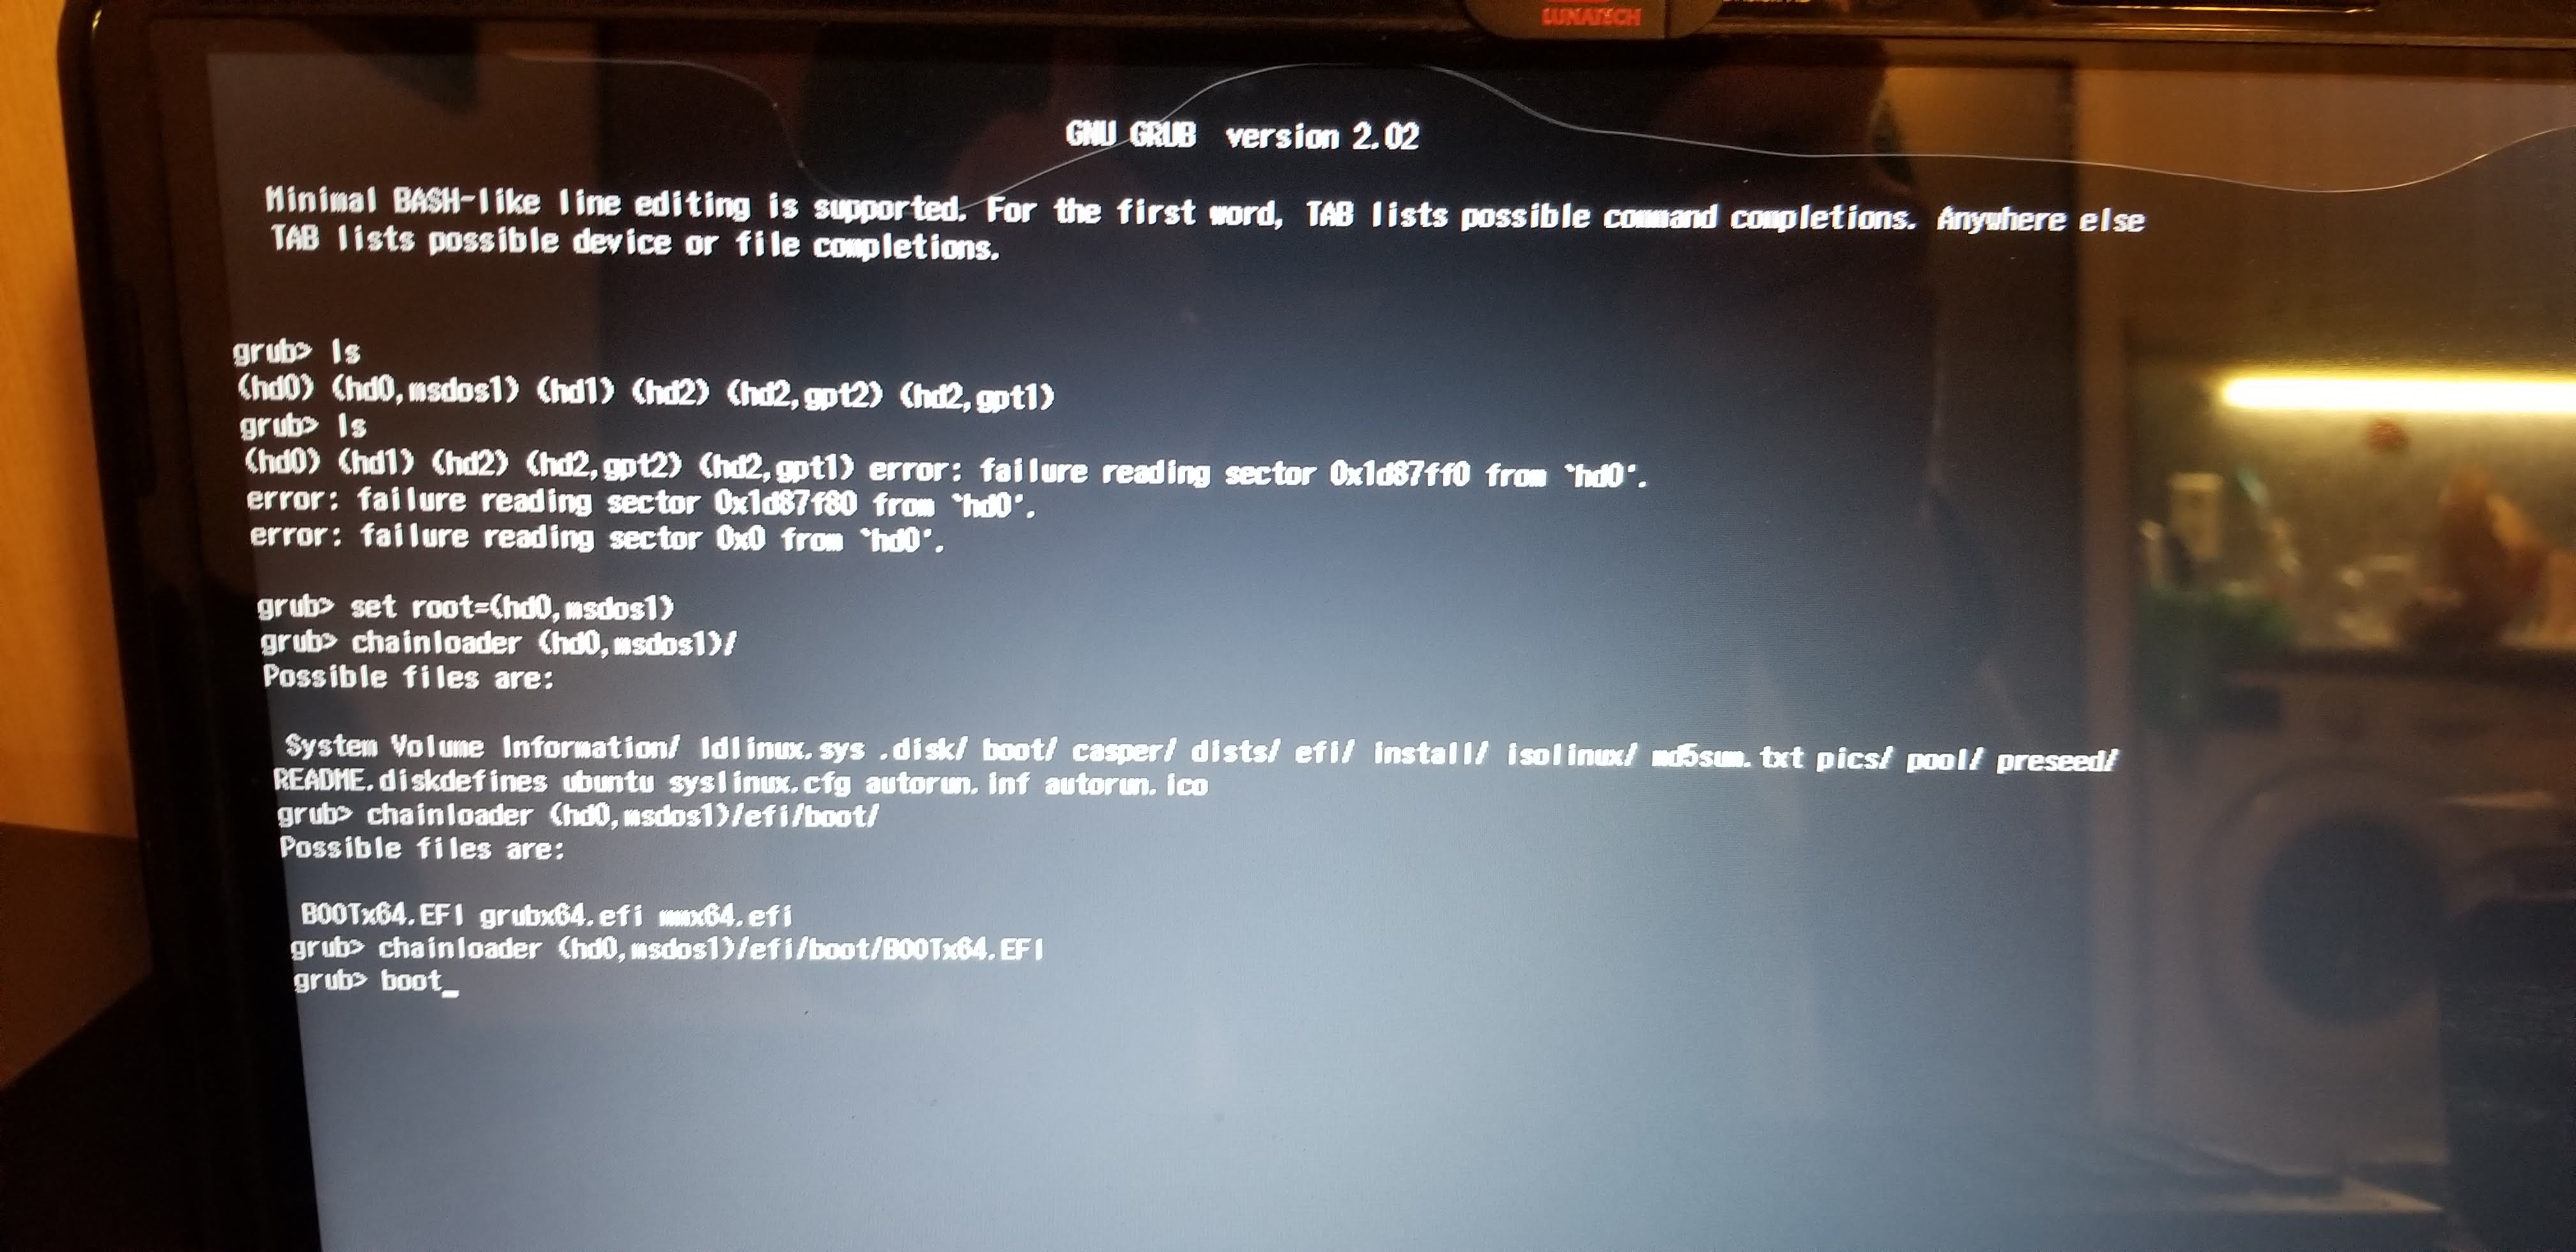 LUNATECH
GNU GRUB version 2.02
Minimal BASH-like line editing is supported. For the first word, TAB lists possible command completions. Anywhere else
TAB lists possible device or file completions.
grub> ls
(hd0) (hd0,msdos1) (hd1) (hd2) (hd2,gpt2) (hd2,gpt1)
grub> ls
(hd0) (hd1) (hd2) (hd2,gpt2) (hd2,gpt1) error: failure reading sector 0x1d87ff0 from `hd0'.
error: failure reading sector 0x1d87f80 from `hd0'.
error: failure reading sector 0x0 from `hd0'.
grub> set root=(hd0,msdos1)
grub> chainloader (hd0,msdos1)/
Possible files are:
System Volume Information/ ldlinux.sys .disk/ boot/ casper/ dists/ efi/ install/ isolinux/ md5sum.txt pics/ pool/ preseed/
README.diskdefines ubuntu syslinux.cfg autorun.inf autorun.ico
grub> chainloader (hd0,msdos1)/efi/boot/
Possible files are:
BOOTx64.EFI grubx64.efi mmx64.efi
grub> chainloader (hd0,msdos1)/efi/boot/BOOTx64.EFI
grub> boot_